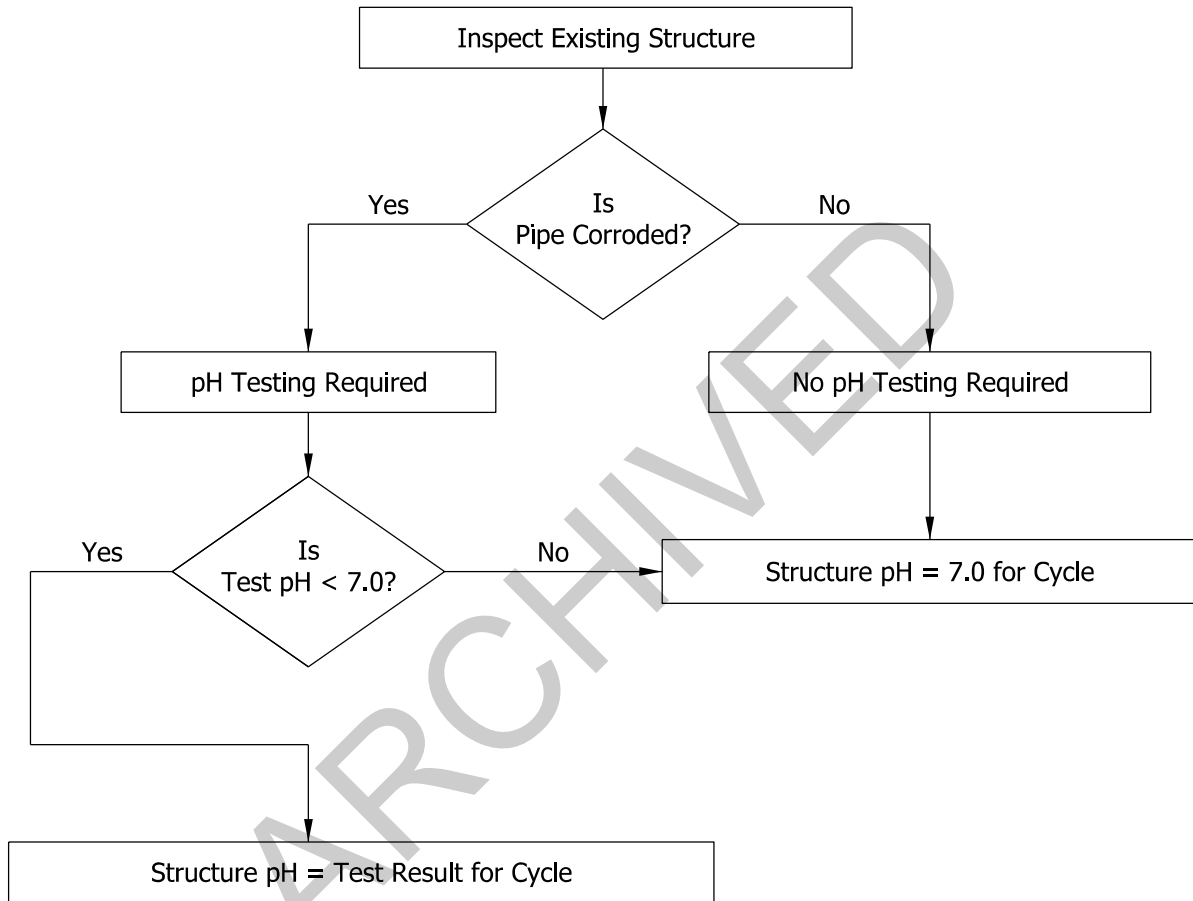 Inspect Existing Structure
Is
Pipe Corroded?
Yes
No
pH Testing Required
No pH Testing Required
Is
Test pH < 7.0?
Yes
No
Structure pH = 7.0 for Cycle
Structure pH = Test Result for Cycle
ARCHIVED